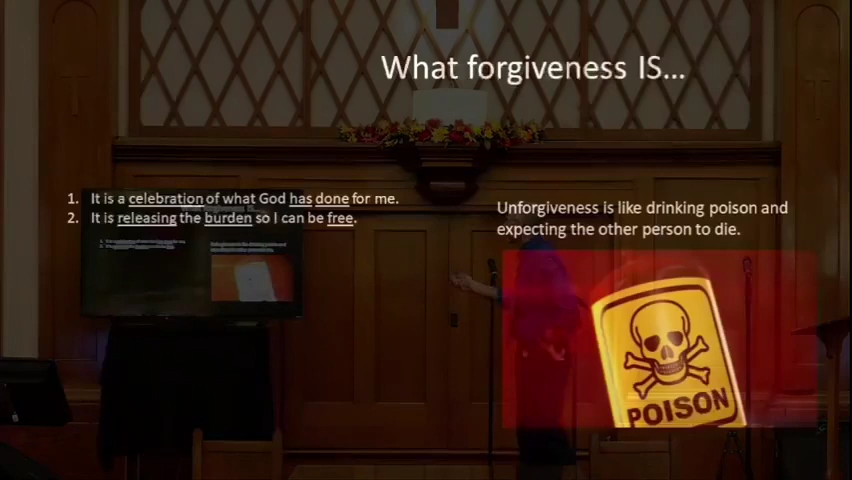 What forgiveness IS...
1. It is a celebration of what God has done for me.
2. It is releasing the burden so I can be free.
Unforgiveness is like drinking poison and
expecting the other person to die.
POISON